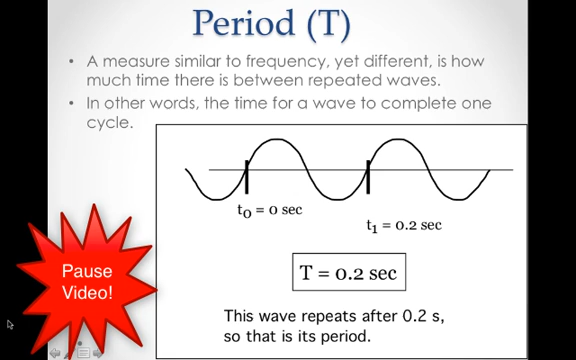 Period (T)
• A measure similar to frequency, yet different, is how
much time there is between repeated waves.
• In other words, the time for a wave to complete one
cycle.
t₀ = 0 sec
t₁ = 0.2 sec
T = 0.2 sec
This wave repeats after 0.2 s,
so that is its period.
Pause
Video!